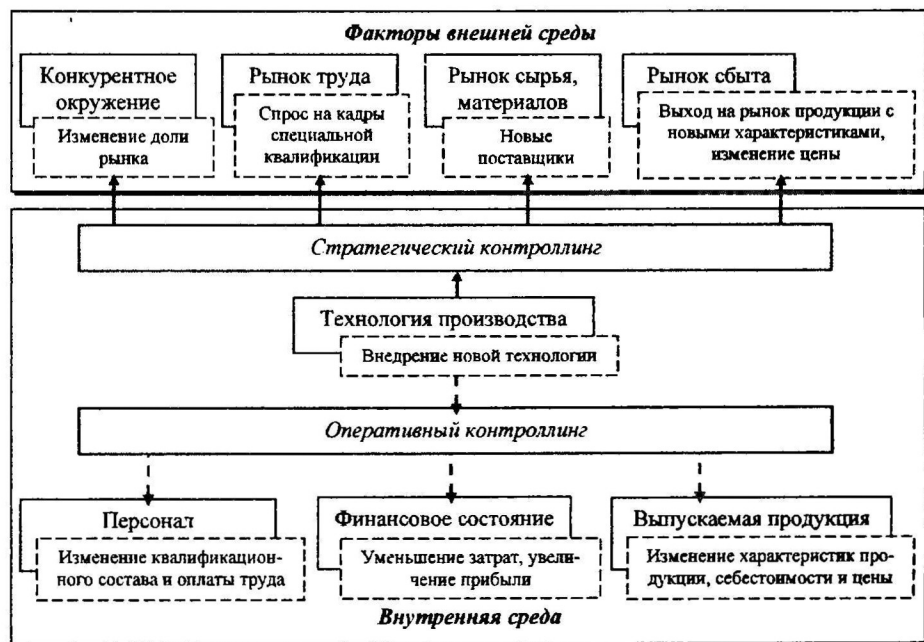 Факторы внешней среды
Конкурентное
окружение
Изменение доли
рынка
Рынок труда
Спрос на кадры
специальной
квалификации
Рынок сырья,
материалов
Новые
поставщики
Рынок сбыта
Выход на рынок продукции с
новыми характеристиками,
изменение цены
Стратегический контроллинг
Технология производства
Внедрение новой технологии
Оперативный контроллинг
Персонал
Изменение квалификацион-
ного состава и оплаты труда
Финансовое состояние
Уменьшение затрат, увели-
чение прибыли
Выпускаемая продукция
Изменение характеристик про-
дукции, себестоимости и цены
Внутренняя среда